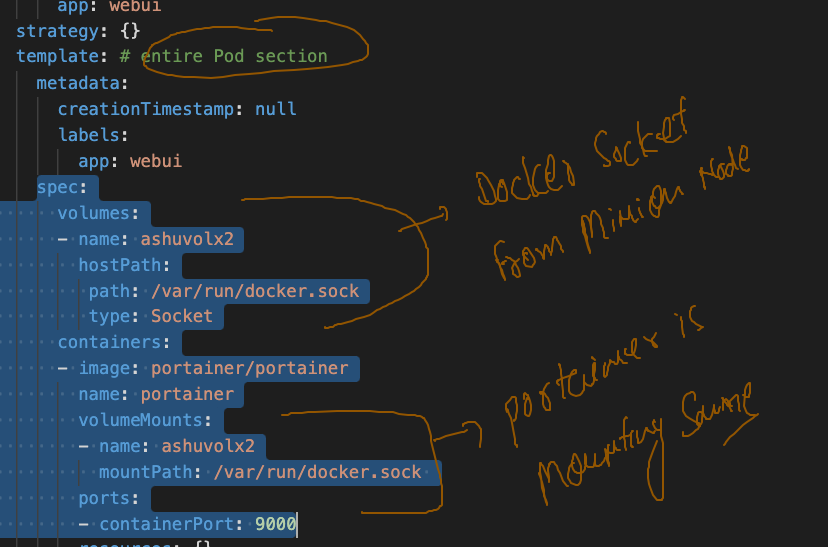 app: webui
strategy: {}
template: # entire Pod section
metadata:
creationTimestamp: null
labels:
app: webui
spec:
volumes:
- name: ashuvolx2
hostPath:
path: /var/run/docker.sock
type: Socket
containers:
- image: portainer/portainer
name: portainer
volumeMounts:
- name: ashuvolx2
mountPath: /var/run/docker.sock
ports:
- containerPort: 9000
resources: {}
Docker Socket
from Minion Node
portainer is
mounting Same